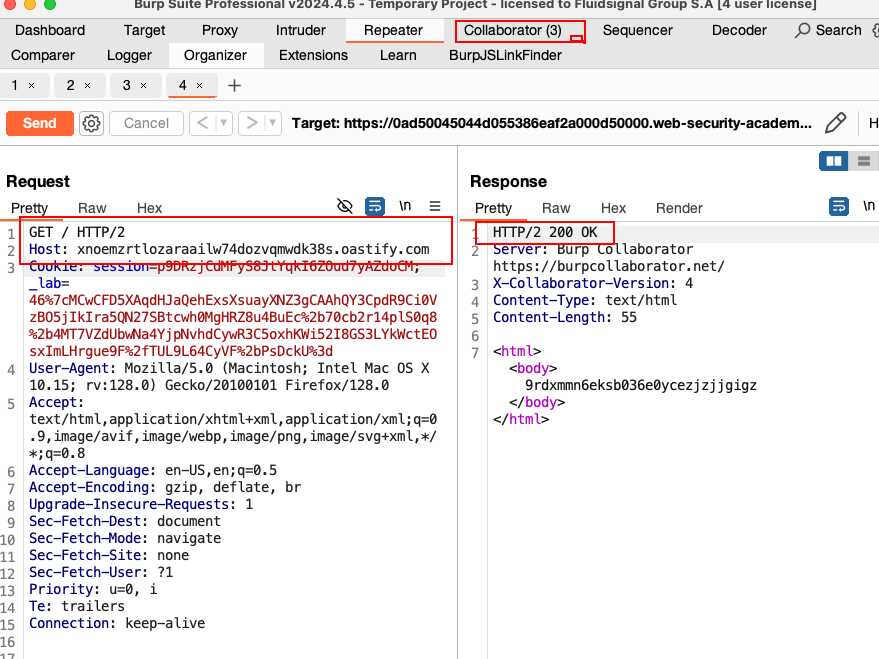 Burp Suite Professional v2024.4.5 - Temporary Project - licensed to Fluidsignal Group S.A [4 user license]
Dashboard Target Proxy Intruder Repeater Collaborator (3) Sequencer Decoder Search
Comparer Logger Organizer Extensions Learn BurpJSLinkFinder
1 × 2 × 3 × 4 × +
Send Cancel < > Target: https://0ad50045044d055386eaf2a000d50000.web-security-academ... H
Request
Pretty Raw Hex \n
1 GET / HTTP/2
2 Host: xnoemzrtlozaraailw74dozvqmwdk38s.oastify.com
3 Cookie: session=p9DRzjCdMFyS8JtYqkI6ZOud7yAZdoCM;
_lab=
46%7cMCwCFD5XAqdHJaQehExsXsuayXNZ3gCAAhQY3CpdR9Ci0V
zBO5jIkIra5QN27SBtcwh0MgHRZ8u4BuEc%2b70cb2r14plS0q8
%2b4MT7VZdUbwNa4YjpNvhdCywR3C5oxhKWi52I8GS3LYkWctEO
sxImLHrgue9F%2fTUL9L64CyVF%2bPsDckU%3d
4 User-Agent: Mozilla/5.0 (Macintosh; Intel Mac OS X
10.15; rv:128.0) Gecko/20100101 Firefox/128.0
5 Accept:
text/html,application/xhtml+xml,application/xml;q=0
.9,image/avif,image/webp,image/png,image/svg+xml,*/
*;q=0.8
6 Accept-Language: en-US,en;q=0.5
7 Accept-Encoding: gzip, deflate, br
8 Upgrade-Insecure-Requests: 1
9 Sec-Fetch-Dest: document
10 Sec-Fetch-Mode: navigate
11 Sec-Fetch-Site: none
12 Sec-Fetch-User: ?1
13 Priority: u=0, i
14 Te: trailers
15 Connection: keep-alive
16
17
Response
Pretty Raw Hex Render \n
1 HTTP/2 200 OK
2 Server: Burp Collaborator
https://burpcollaborator.net/
3 X-Collaborator-Version: 4
4 Content-Type: text/html
5 Content-Length: 55
6
7 <html>
<body>
9rdxmmn6eksb036e0ycezjzjjgigz
</body>
</html>